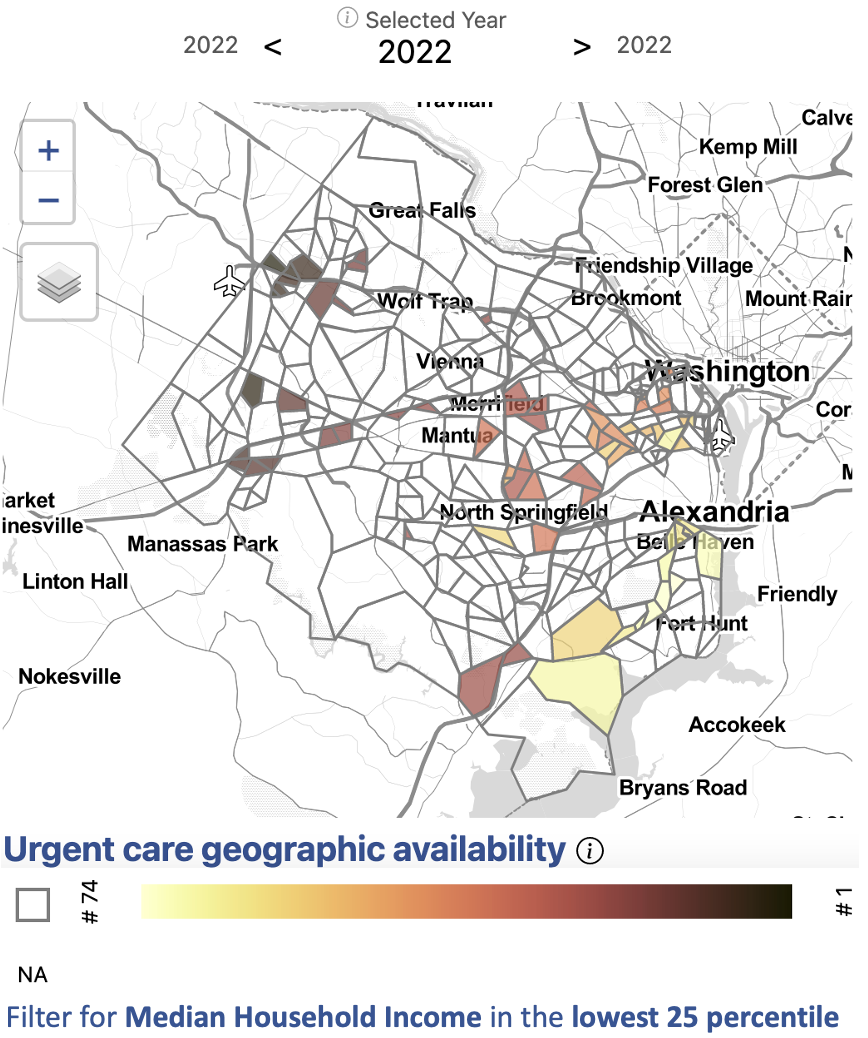 Selected Year
2022 < 2022 > 2022
Travilah
Calve
Kemp Mill
Forest Glen
Great Falls
Friendship Village
Wolf Trap
Brookmont
Mount Rain
Vienna
Washington
Merrifield
Cor
Mantua
arket
inesville
North Springfield
Alexandria
Manassas Park
Belle Haven
Linton Hall
Friendly
Fort Hunt
Nokesville
Accokeek
Bryans Road
Urgent care geographic availability
# 74
# 1
NA
Filter for Median Household Income in the lowest 25 percentile